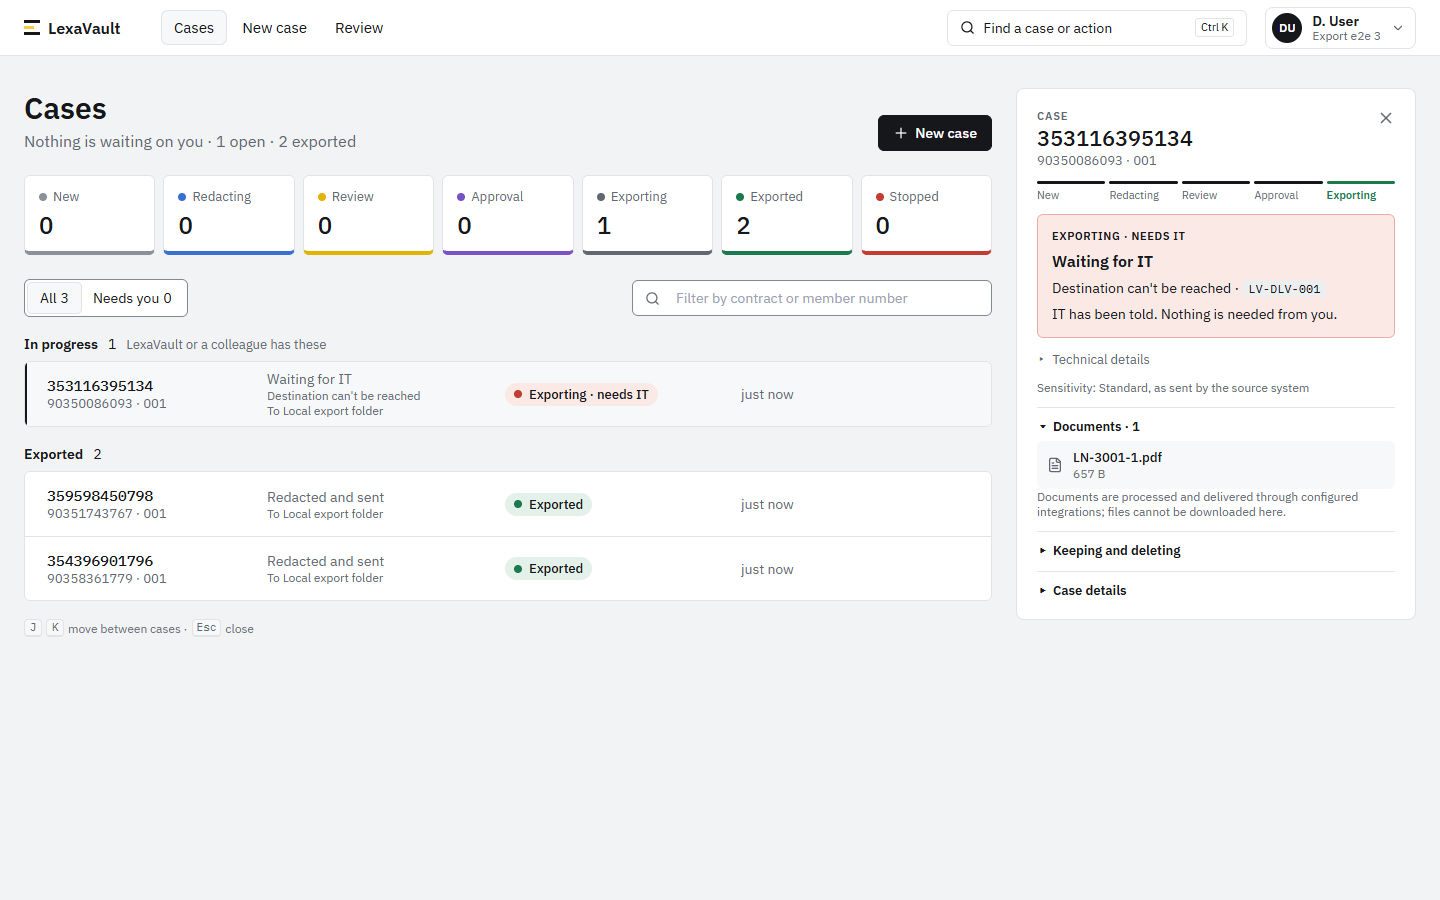 LexaVault
Cases
New case
Review
Find a case or action
Ctrl K
DU
D. User
Export e2e 3
Cases
Nothing is waiting on you · 1 open · 2 exported
New case
New
0
Redacting
0
Review
0
Approval
0
Exporting
1
Exported
2
Stopped
0
All 3
Needs you 0
Filter by contract or member number
In progress 1 LexaVault or a colleague has these
353116395134
90350086093 · 001
Waiting for IT
Destination can't be reached
To Local export folder
Exporting · needs IT
just now
Exported 2
359598450798
90351743767 · 001
Redacted and sent
To Local export folder
Exported
just now
354396901796
90358361779 · 001
Redacted and sent
To Local export folder
Exported
just now
J K move between cases · Esc close
CASE
353116395134
90350086093 · 001
New
Redacting
Review
Approval
Exporting
EXPORTING · NEEDS IT
Waiting for IT
Destination can't be reached · LV-DLV-001
IT has been told. Nothing is needed from you.
Technical details
Sensitivity: Standard, as sent by the source system
Documents · 1
LN-3001-1.pdf
657 B
Documents are processed and delivered through configured
integrations; files cannot be downloaded here.
Keeping and deleting
Case details